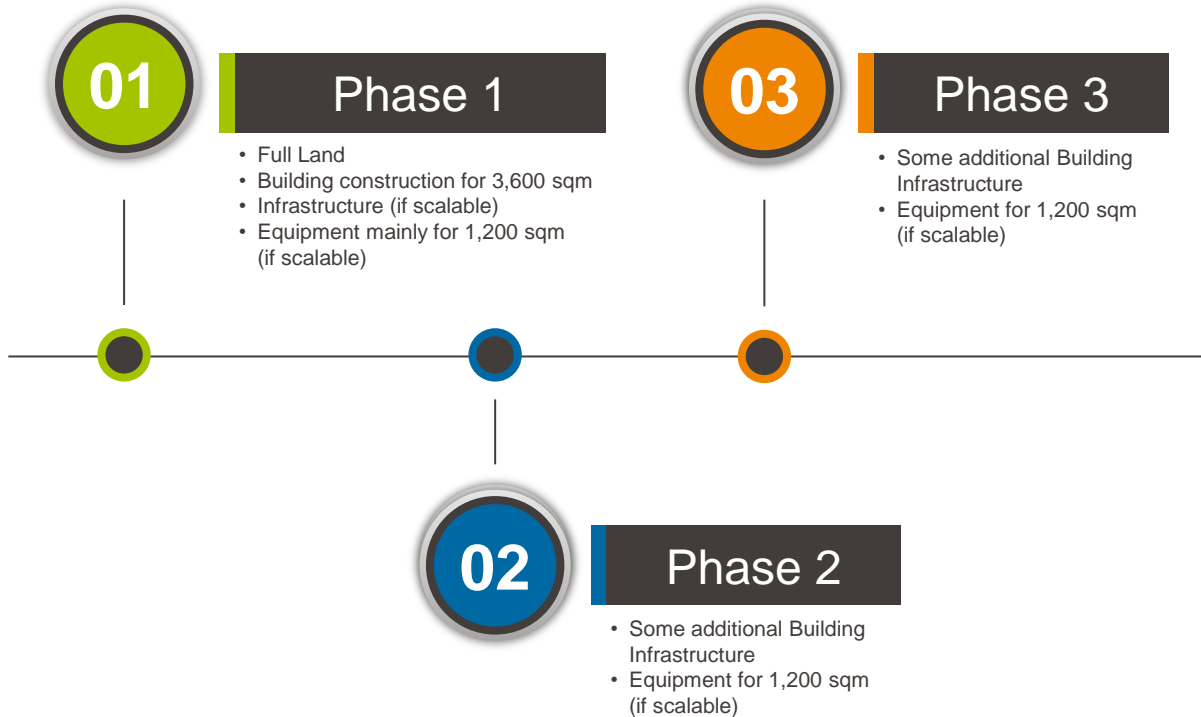 01
Phase 1
• Full Land
• Building construction for 3,600 sqm
• Infrastructure (if scalable)
• Equipment mainly for 1,200 sqm
(if scalable)
03
Phase 3
• Some additional Building
Infrastructure
• Equipment for 1,200 sqm
(if scalable)
02
Phase 2
• Some additional Building
Infrastructure
• Equipment for 1,200 sqm
(if scalable)